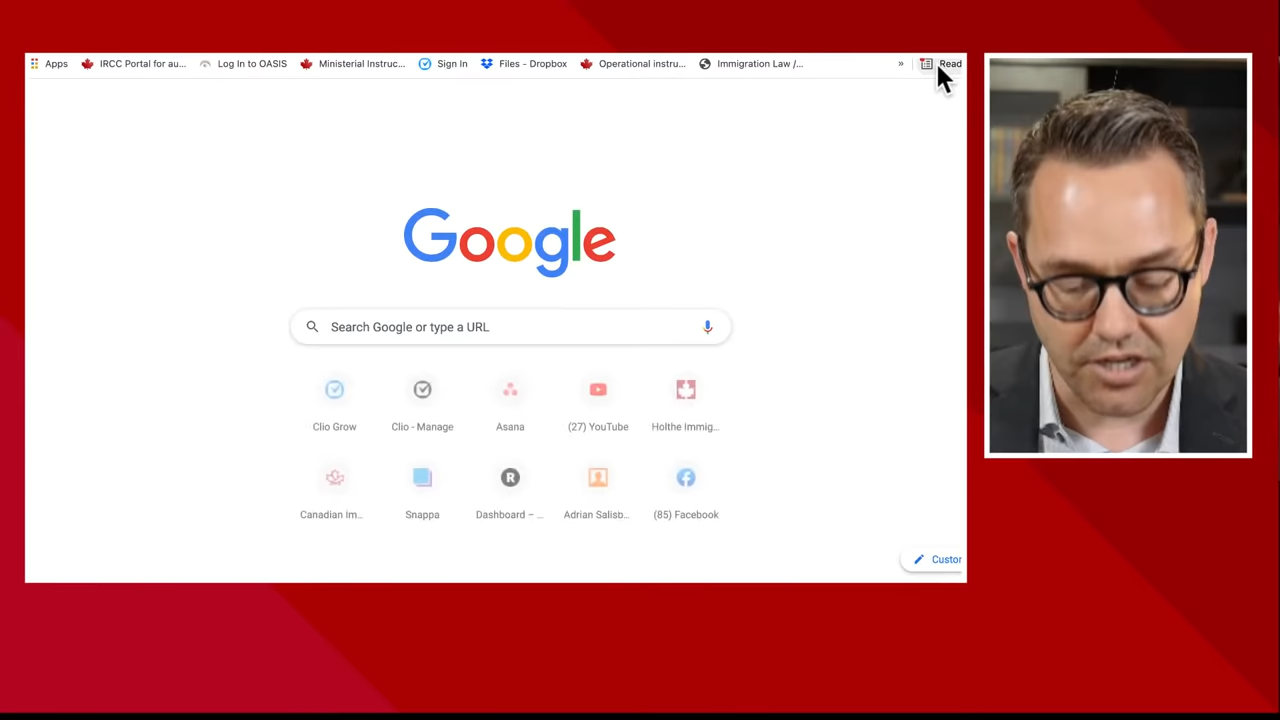 Apps IRCC Portal for au... Log In to OASIS Ministerial Instruc... Sign In Files - Dropbox Operational instru... Immigration Law /... » Read
Google
Search Google or type a URL
Clio Grow Clio - Manage Asana (27) YouTube Holthe Immig...
R
Canadian Im... Snappa Dashboard – ... Adrian Salisb... (85) Facebook
Custor